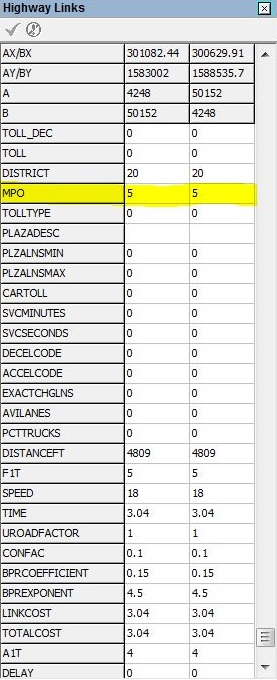 Highway Links
AX/BX 301082.44 300629.91
AY/BY 1583002 1588535.7
A 4248 50152
B 50152 4248
TOLL_DEC 0 0
TOLL 0 0
DISTRICT 20 20
MPO 5 5
TOLLTYPE 0 0
PLAZADESC
PLZALNSMIN 0 0
PLZALNSMAX 0 0
CARTOLL 0 0
SVCMINUTES 0 0
SVCSECONDS 0 0
DECELCODE 0 0
ACCELCODE 0 0
EXACTCHGLNS 0 0
AVILANES 0 0
PCTTRUCKS 0 0
DISTANCEFT 4809 4809
F1T 5 5
SPEED 18 18
TIME 3.04 3.04
UROADFACTOR 1 1
CONFAC 0.1 0.1
BPRCOEFFICIENT 0.15 0.15
BPREXPONENT 4.5 4.5
LINKCOST 3.04 3.04
TOTALCOST 3.04 3.04
A1T 4 4
DELAY 0 0